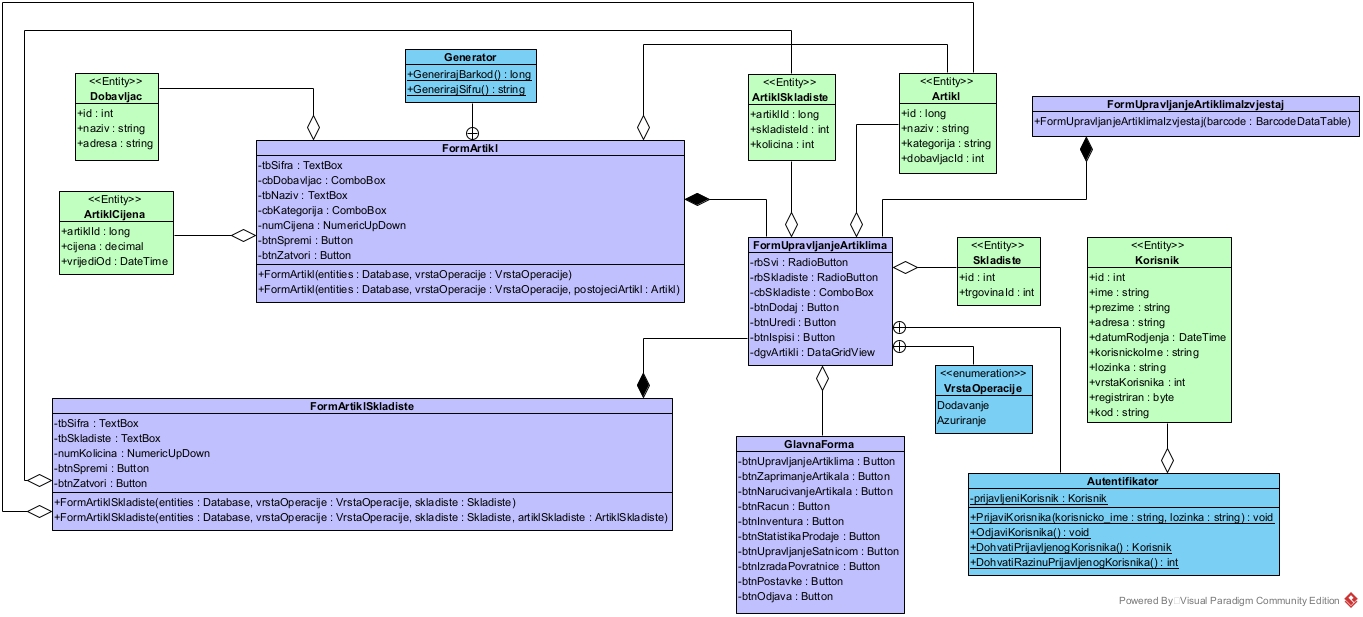 <<Entity>>
Dobavljac
+id : int
+naziv : string
+adresa : string
Generator
+GenerirajBarkod() : long
+GenerirajSifru() : string
<<Entity>>
ArtiklSkladiste
+artiklId : long
+skladisteId : int
+kolicina : int
<<Entity>>
Artikl
+id : long
+naziv : string
+kategorija : string
+dobavljacId : int
FormUpravljanjeArtiklimaIzvjestaj
+FormUpravljanjeArtiklimaIzvjestaj(barcode : BarcodeDataTable)
<<Entity>>
ArtiklCijena
+artiklId : long
+cijena : decimal
+vrijediOd : DateTime
FormArtikl
-tbSifra : TextBox
-cbDobavljac : ComboBox
-tbNaziv : TextBox
-cbKategorija : ComboBox
-numCijena : NumericUpDown
-btnSpremi : Button
-btnZatvori : Button
+FormArtikl(entities : Database, vrstaOperacije : VrstaOperacije)
+FormArtikl(entities : Database, vrstaOperacije : VrstaOperacije, postojeciArtikl : Artikl)
FormUpravljanjeArtiklima
-rbSvi : RadioButton
-rbSkladiste : RadioButton
-cbSkladiste : ComboBox
-btnDodaj : Button
-btnUredi : Button
-btnIspisi : Button
-dgvArtikli : DataGridView
<<Entity>>
Skladiste
+id : int
+trgovinaId : int
<<Entity>>
Korisnik
+id : int
+ime : string
+prezime : string
+adresa : string
+datumRodjenja : DateTime
+korisnickoIme : string
+lozinka : string
+vrstaKorisnika : int
+registriran : byte
+kod : string
<<enumeration>>
VrstaOperacije
Dodavanje
Azuriranje
FormArtiklSkladiste
-tbSifra : TextBox
-tbSkladiste : TextBox
-numKolicina : NumericUpDown
-btnSpremi : Button
-btnZatvori : Button
+FormArtiklSkladiste(entities : Database, vrstaOperacije : VrstaOperacije, skladiste : Skladiste)
+FormArtiklSkladiste(entities : Database, vrstaOperacije : VrstaOperacije, skladiste : Skladiste, artiklSkladiste : ArtiklSkladiste)
GlavnaForma
-btnUpravljanjeArtiklima : Button
-btnZaprimanjeArtikala : Button
-btnNarucivanjeArtikala : Button
-btnRacun : Button
-btnInventura : Button
-btnStatistikaProdaje : Button
-btnUpravljanjeSatnicom : Button
-btnIzradaPovratnice : Button
-btnPostavke : Button
-btnOdjava : Button
Autentifikator
-prijavljeniKorisnik : Korisnik
+PrijaviKorisnika(korisnicko_ime : string, lozinka : string) : void
+OdjaviKorisnika() : void
+DohvatiPrijavljenogKorisnika() : Korisnik
+DohvatiRazinuPrijavljenogKorisnika() : int
Powered By Visual Paradigm Community Edition